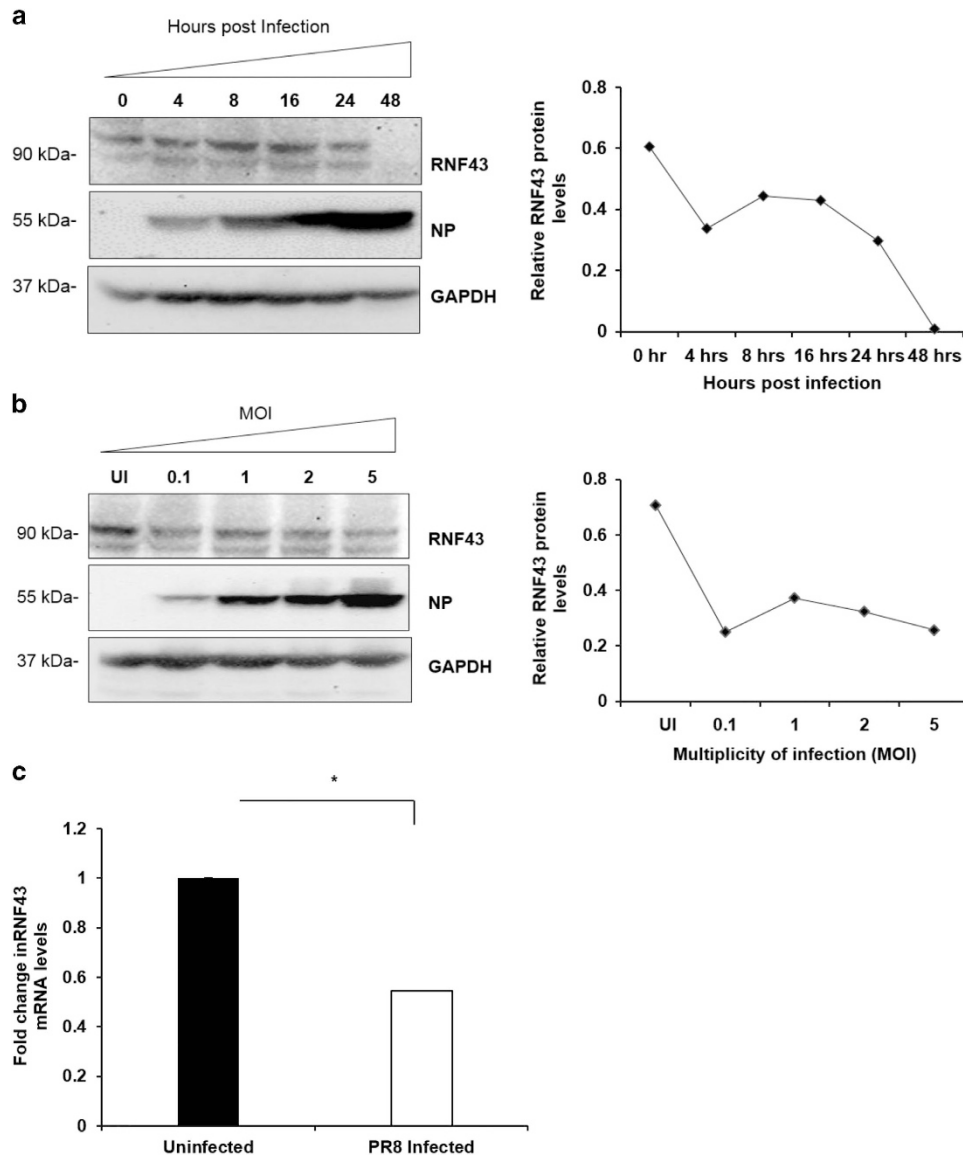 a
Hours post Infection
0 4 8 16 24 48
90 kDa-
RNF43
55 kDa-
NP
37 kDa-
GAPDH
Relative RNF43 protein
levels
0.8
0.6
0.4
0.2
0
0 hr 4 hrs 8 hrs 16 hrs 24 hrs 48 hrs
Hours post infection
b
MOI
UI 0.1 1 2 5
90 kDa-
RNF43
55 kDa-
NP
37 kDa-
GAPDH
Relative RNF43 protein
levels
0.8
0.6
0.4
0.2
0
UI 0.1 1 2 5
Multiplicity of infection (MOI)
c
*
Fold change inRNF43
mRNA levels
1.2
1
0.8
0.6
0.4
0.2
0
Uninfected PR8 Infected